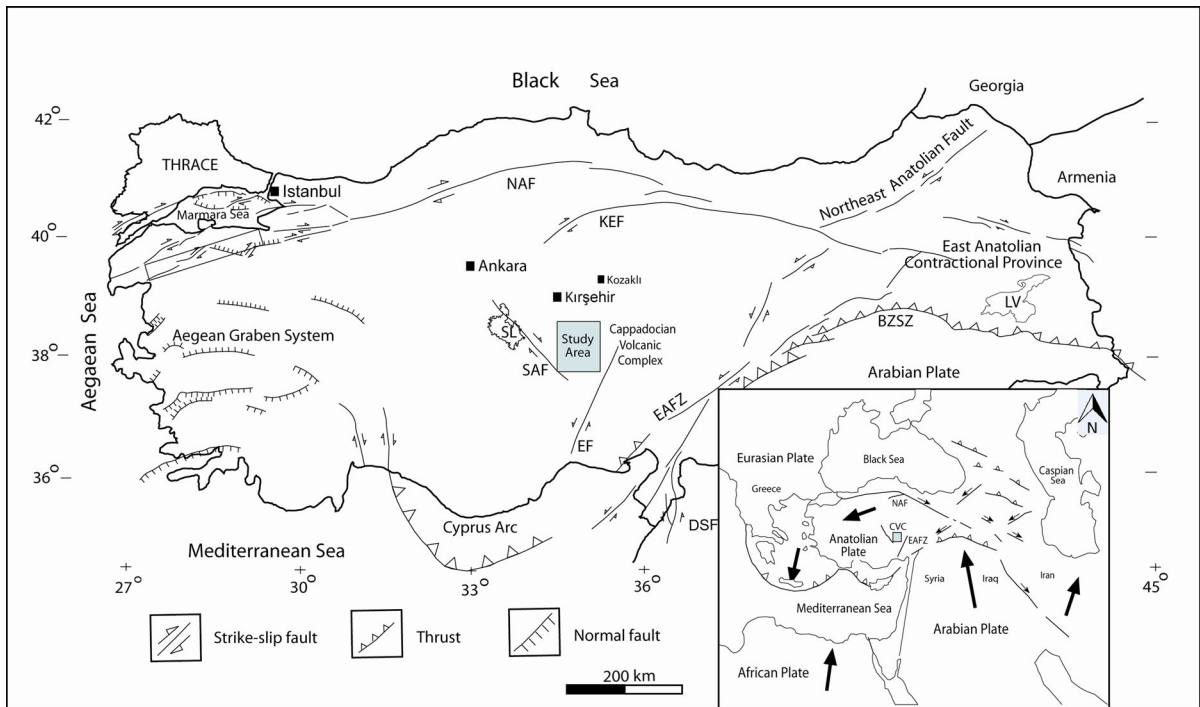 Black Sea
Georgia
42°
THRACE
Northeast Anatolian Fault
Armenia
NAF
Istanbul
Marmara Sea
KEF
40°
East Anatolian
Contractional Province
Ankara
Kozaklı
Kırşehir
LV
Aegaean Sea
BZSZ
SL
Aegean Graben System
Study
Area
Cappadocian
Volcanic
Complex
38°
SAF
Arabian Plate
EAFZ
EF
36°
Cyprus Arc
DSF
Mediterranean Sea
27°
30°
33°
36°
45°
N
Eurasian Plate
Black Sea
Caspian
Sea
Greece
NAF
CVC
Anatolian
Plate
EAFZ
Syria
Iraq
Iran
Mediterranean Sea
Arabian Plate
African Plate
Strike-slip fault
Thrust
Normal fault
200 km